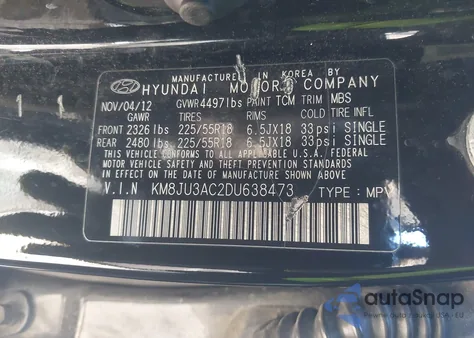 MANUFACTURED IN KOREA BY
HYUNDAI MOTORS COMPANY
NOV/04/12 GVWR 4497lbs PAINT TCM TRIM MBS
GAWR TIRES RIMS COLD TIRE INFL
FRONT 2326 lbs 225/55R18 6.5JX18 33psi SINGLE
REAR 2480 lbs 225/55R18 6.5JX18 33psi SINGLE
THIS VEHICLE CONFORMS TO ALL APPLICABLE U.S.A. FEDERAL
MOTOR VEHICLE SAFETY AND THEFT PREVENTION STANDARDS
IN EFFECT ON THE DATE OF MANUFACTURE SHOWN ABOVE.
V.I.N KM8JU3AC2DU638473 TYPE : MPV
autoSnap